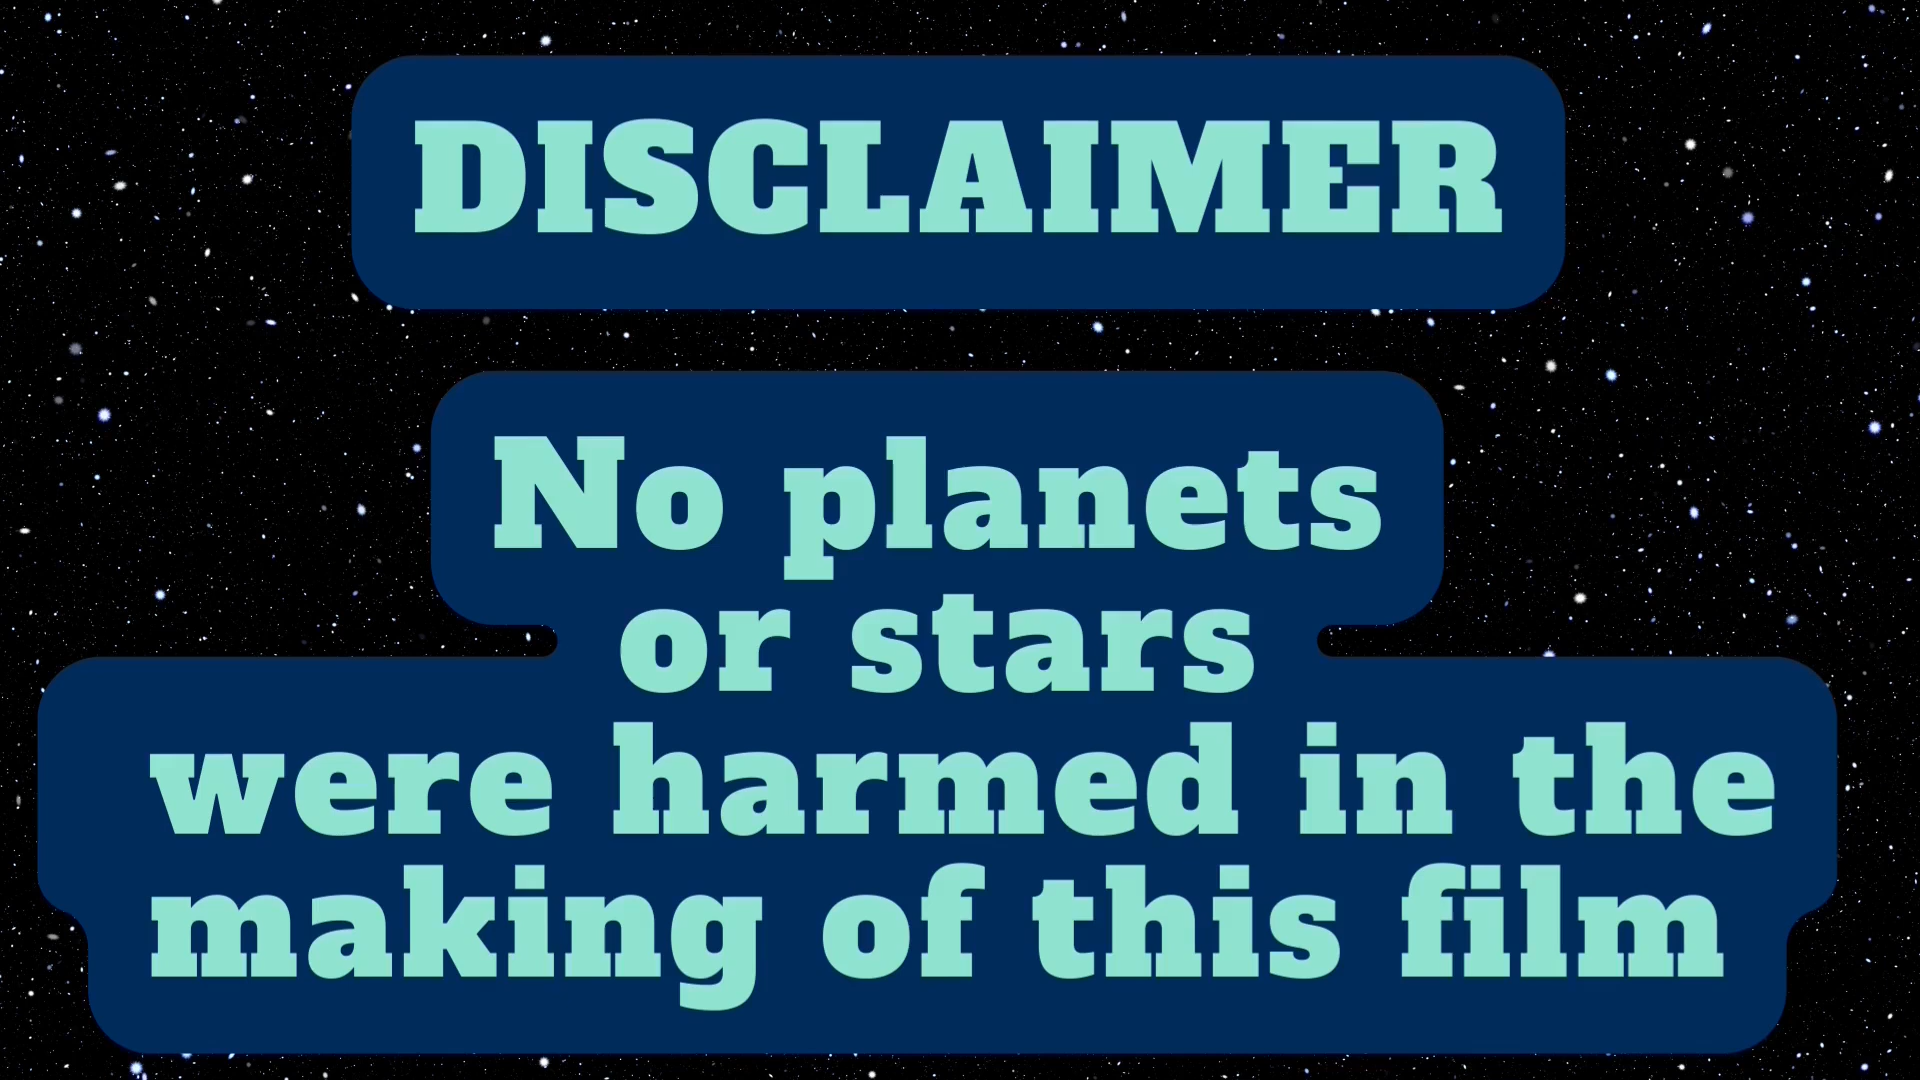 DISCLAIMER
No planets
or stars
were harmed in the
making of this film